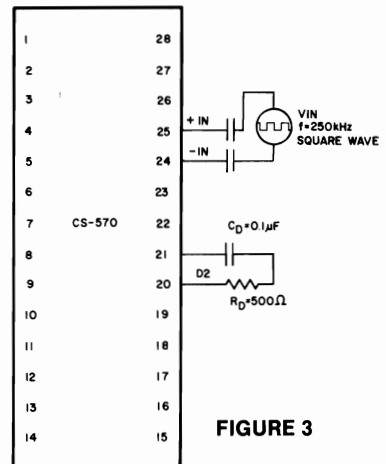 1 28
2 27
3 26
4 25 + IN
5 24 - IN
VIN
f=250kHz
SQUARE WAVE
6 23
7 CS-570 22
CD=0.1µF
8 21
9 20 D2
RD=500Ω
10 19
11 18
12 17
13 16
14 15
FIGURE 3